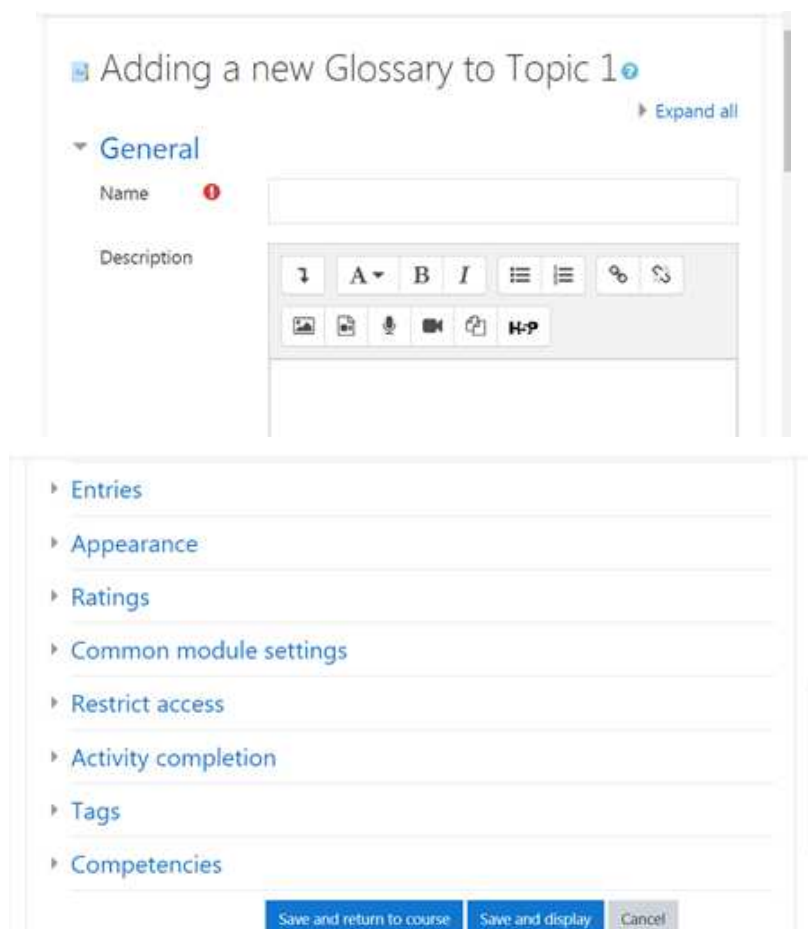 Adding a new Glossary to Topic 1
Expand all
General
Name
Description
A B I
H-P
Entries
Appearance
Ratings
Common module settings
Restrict access
Activity completion
Tags
Competencies
Save and return to course Save and display Cancel